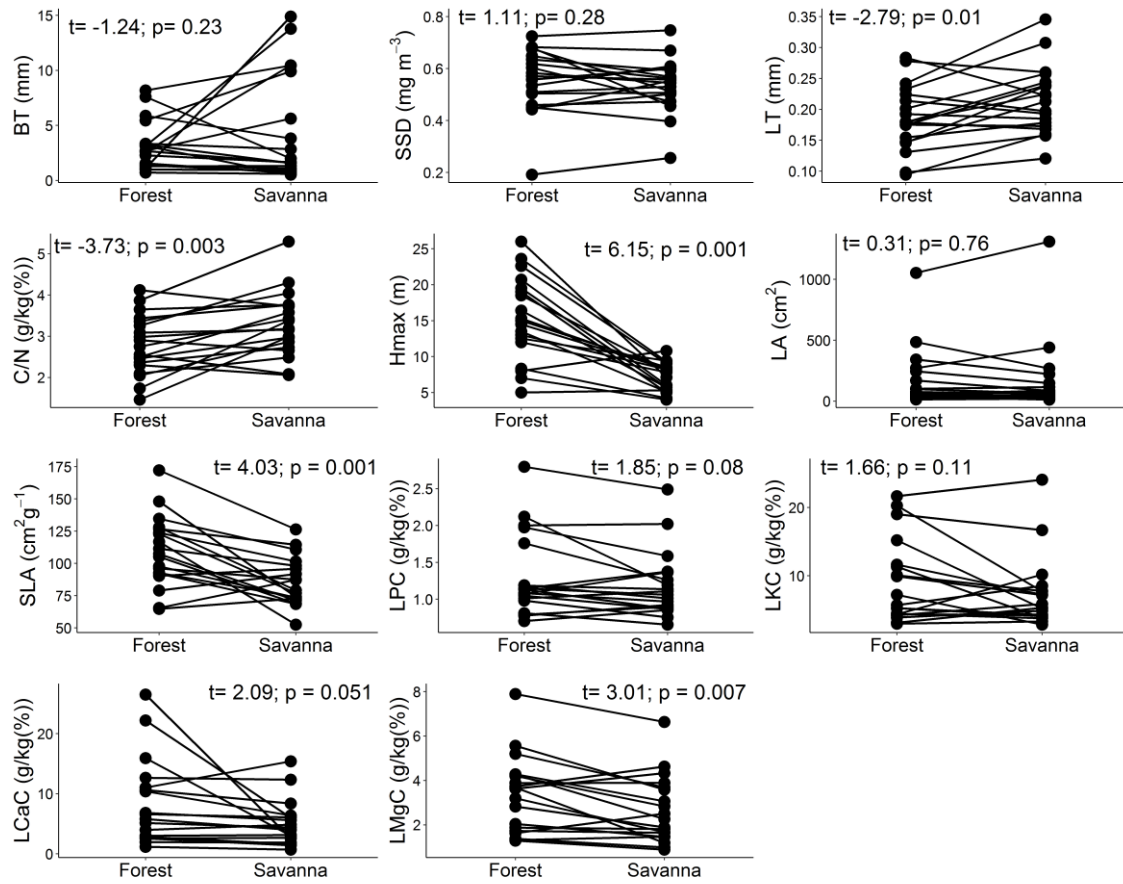 t= -1.24; p= 0.23
BT (mm)
15
10
5
0
Forest Savanna
t= 1.11; p = 0.28
SSD (mg m⁻³)
0.8
0.6
0.4
0.2
Forest Savanna
t= -2.79; p = 0.01
LT (mm)
0.35
0.30
0.25
0.20
0.15
0.10
Forest Savanna
t= -3.73; p = 0.003
C/N (g/kg(%))
5
4
3
2
Forest Savanna
t= 6.15; p = 0.001
Hmax (m)
25
20
15
10
5
Forest Savanna
t= 0.31; p= 0.76
LA (cm²)
1000
500
0
Forest Savanna
t= 4.03; p = 0.001
SLA (cm²g⁻¹)
175
150
125
100
75
50
Forest Savanna
t= 1.85; p = 0.08
LPC (g/kg(%))
2.5
2.0
1.5
1.0
Forest Savanna
t= 1.66; p = 0.11
LKC (g/kg(%))
20
10
Forest Savanna
t= 2.09; p = 0.051
LCaC (g/kg(%))
20
10
0
Forest Savanna
t= 3.01; p = 0.007
LMgC (g/kg(%))
8
6
4
2
Forest Savanna